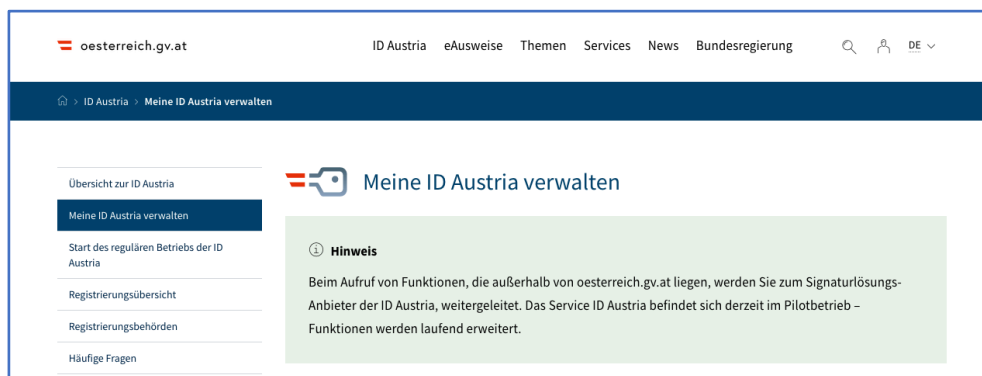 oesterreich.gv.at
ID Austria eAusweise Themen Services News Bundesregierung DE
ID Austria > Meine ID Austria verwalten
Übersicht zur ID Austria
Meine ID Austria verwalten
Start des regulären Betriebs der ID
Austria
Registrierungsübersicht
Registrierungsbehörden
Häufige Fragen
Meine ID Austria verwalten
Hinweis
Beim Aufruf von Funktionen, die außerhalb von oesterreich.gv.at liegen, werden Sie zum Signaturlösungs-
Anbieter der ID Austria, weitergeleitet. Das Service ID Austria befindet sich derzeit im Pilotbetrieb –
Funktionen werden laufend erweitert.